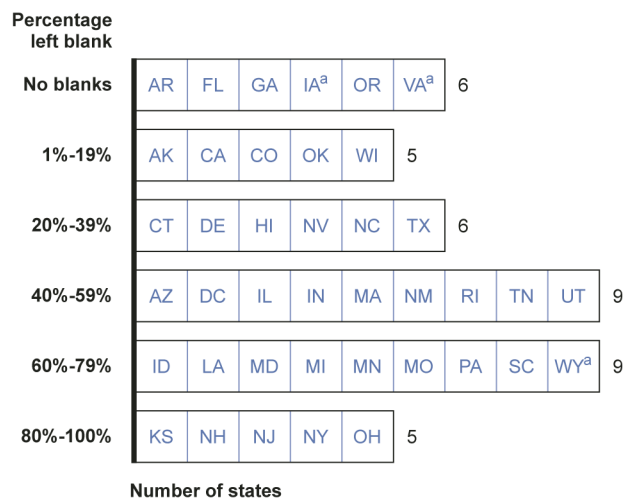 Percentage
left blank
No blanks AR FL GA IAᵃ OR VAᵃ 6
1%-19% AK CA CO OK WI 5
20%-39% CT DE HI NV NC TX 6
40%-59% AZ DC IL IN MA NM RI TN UT 9
60%-79% ID LA MD MI MN MO PA SC WYᵃ 9
80%-100% KS NH NJ NY OH 5
Number of states